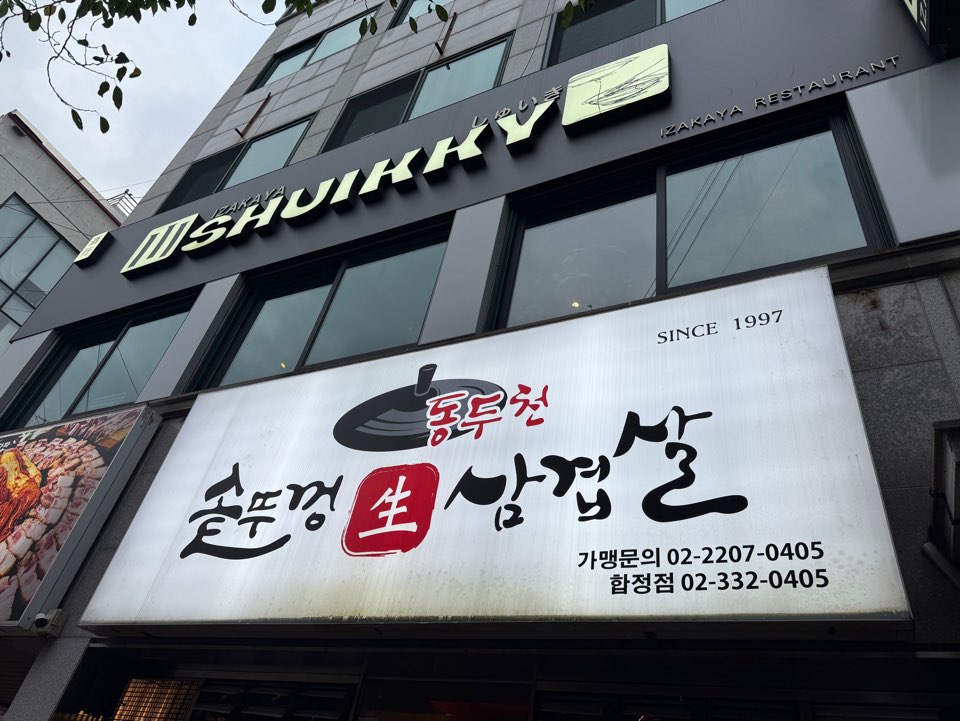 しゅいき
IZAKAYA
SHUIKKY
IZAKAYA RESTAURANT
SINCE 1997
동두천
솥뚜껑 生 삼겹살
가맹문의 02-2207-0405
합정점 02-332-0405